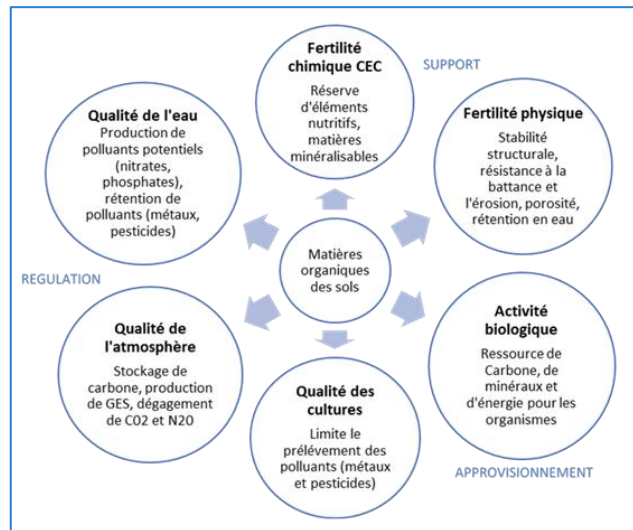 Fertilité
chimique CEC
Réserve
d'éléments
nutritifs,
matières
minéralisables
SUPPORT
Qualité de l'eau
Production de
polluants potentiels
(nitrates,
phosphates),
rétention de
polluants (métaux,
pesticides)
Fertilité physique
Stabilité
structurale,
résistance à la
battance et
l'érosion, porosité,
rétention en eau
Matières
organiques
des sols
REGULATION
Qualité de
l'atmosphère
Stockage de
carbone, production
de GES, dégagement
de C02 et N20
Activité
biologique
Ressource de
Carbone, de
minéraux et
d'énergie pour les
organismes
Qualité des
cultures
Limite le
prélévement des
polluants (métaux
et pesticides)
APPROVISIONNEMENT